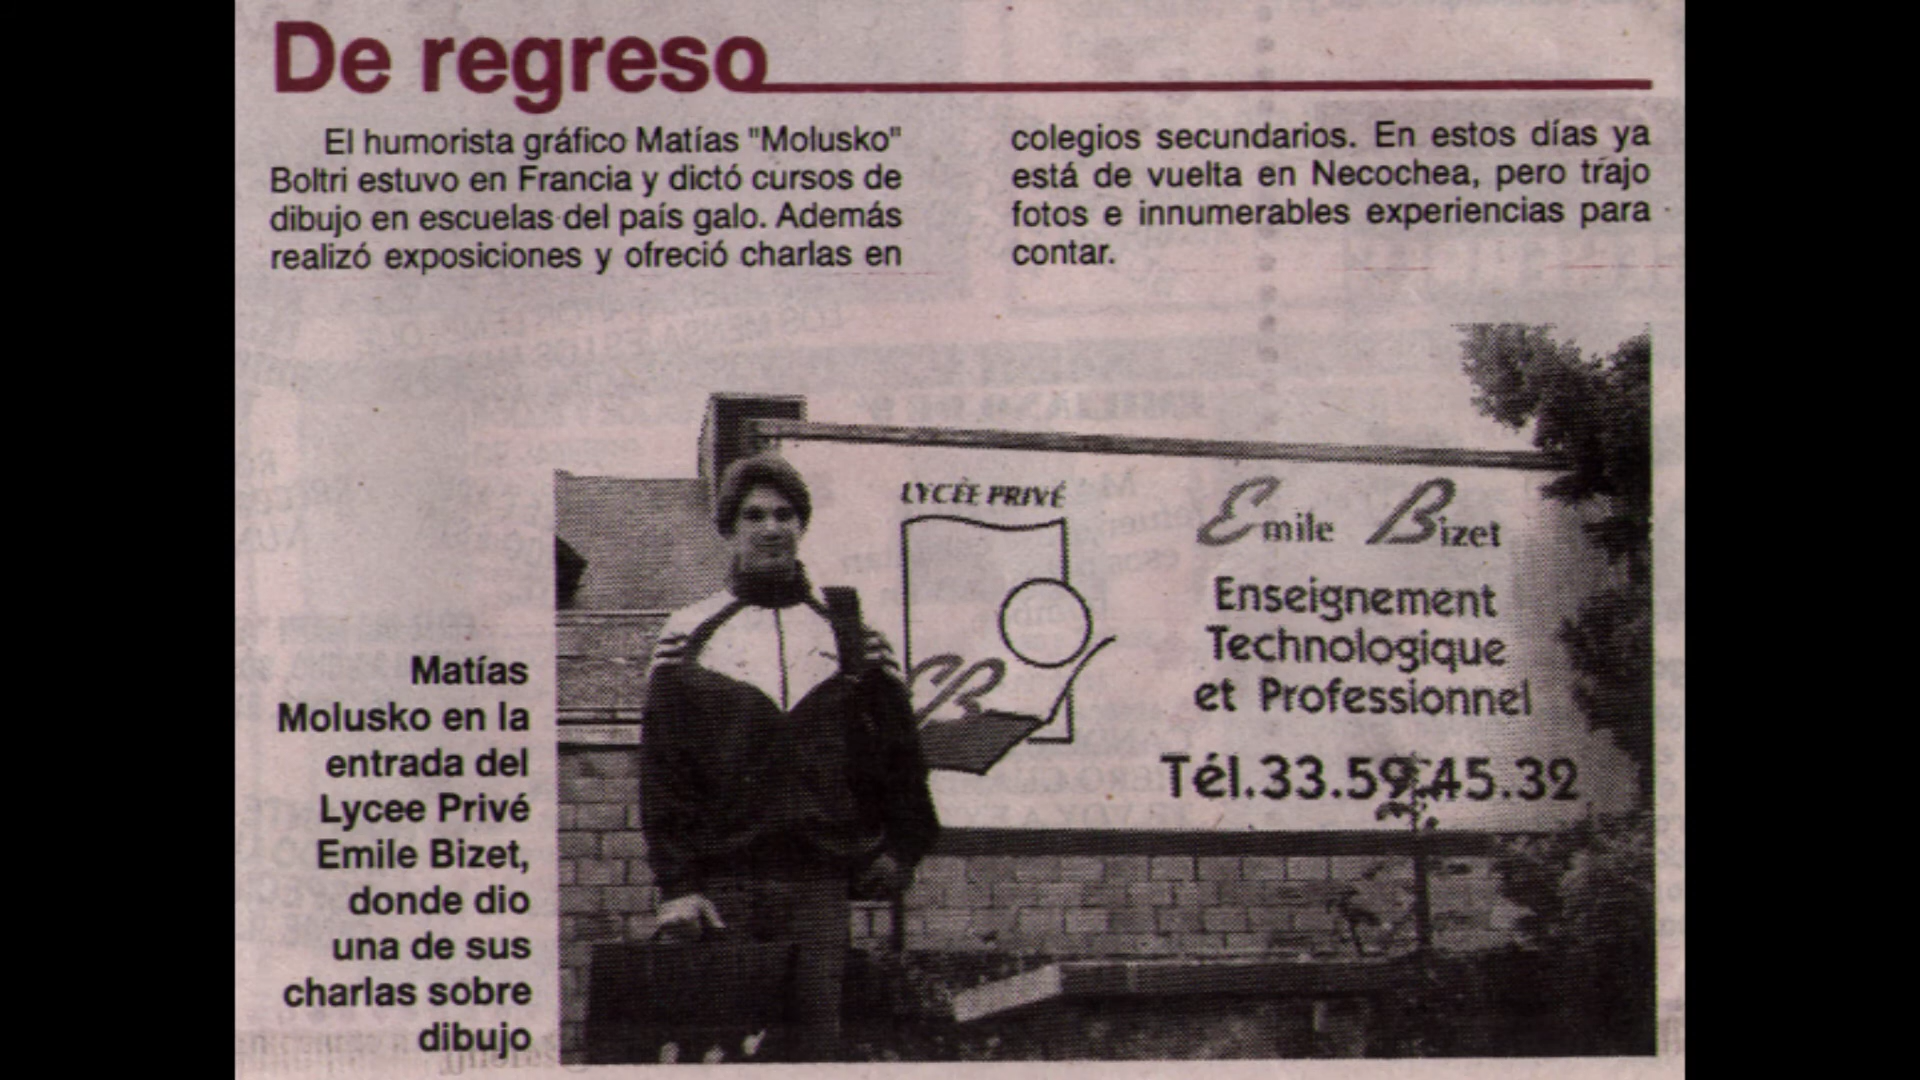 De regreso
El humorista gráfico Matías "Molusko"
Boltri estuvo en Francia y dictó cursos de
dibujo en escuelas del país galo. Además
realizó exposiciones y ofreció charlas en
colegios secundarios. En estos días ya
está de vuelta en Necochea, pero trajo
fotos e innumerables experiencias para
contar.
LYCÈE PRIVÉ
Emile Bizet
Enseignement
Technologique
et Professionnel
Tél.33.59.45.32
Matías
Molusko en la
entrada del
Lycee Privé
Emile Bizet,
donde dio
una de sus
charlas sobre
dibujo